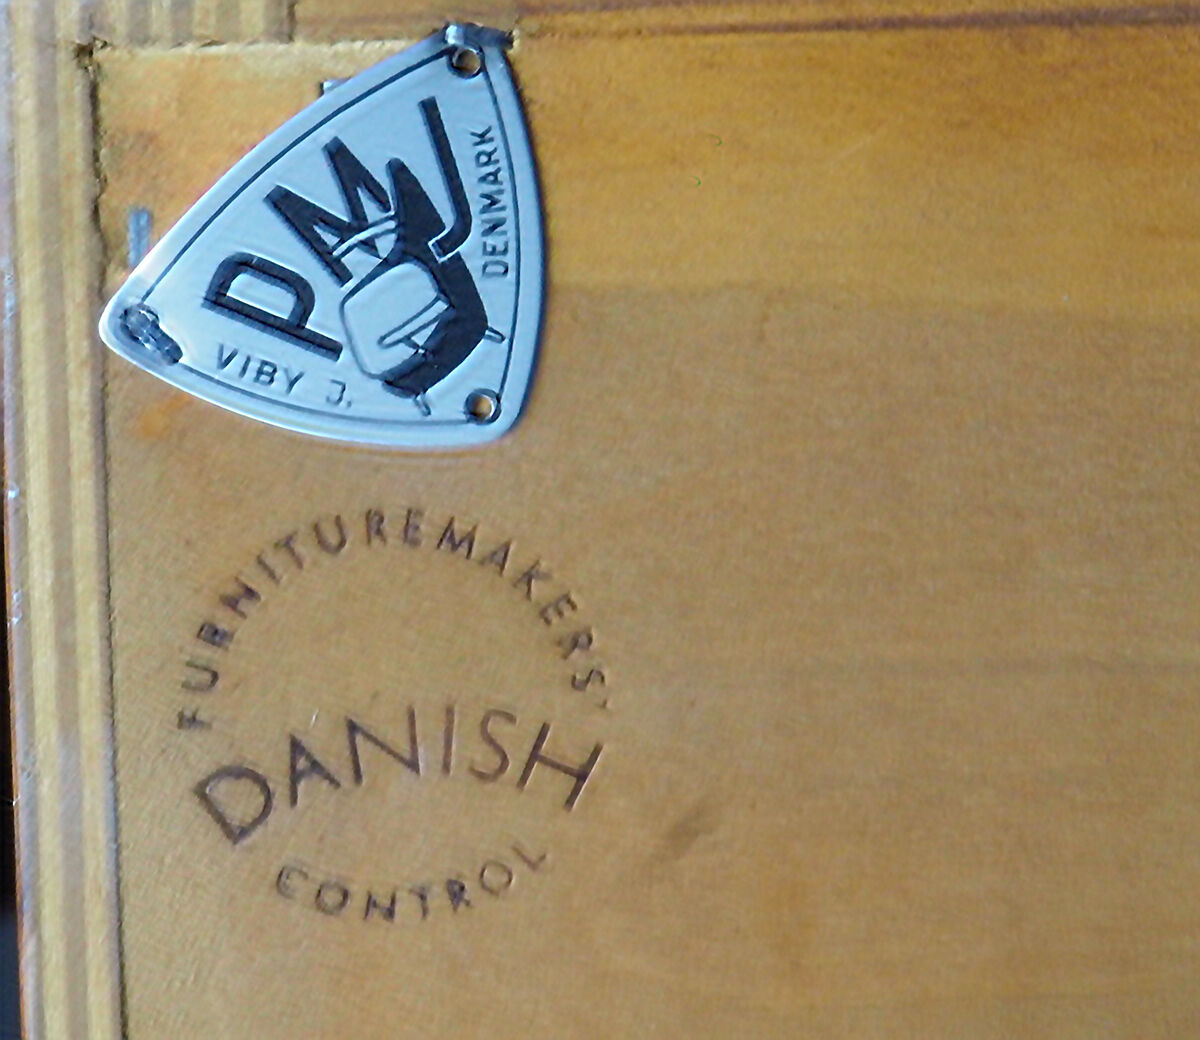 PMJ
DENMARK
VIBY J.
FURNITUREMAKERS'
DANISH
CONTROL